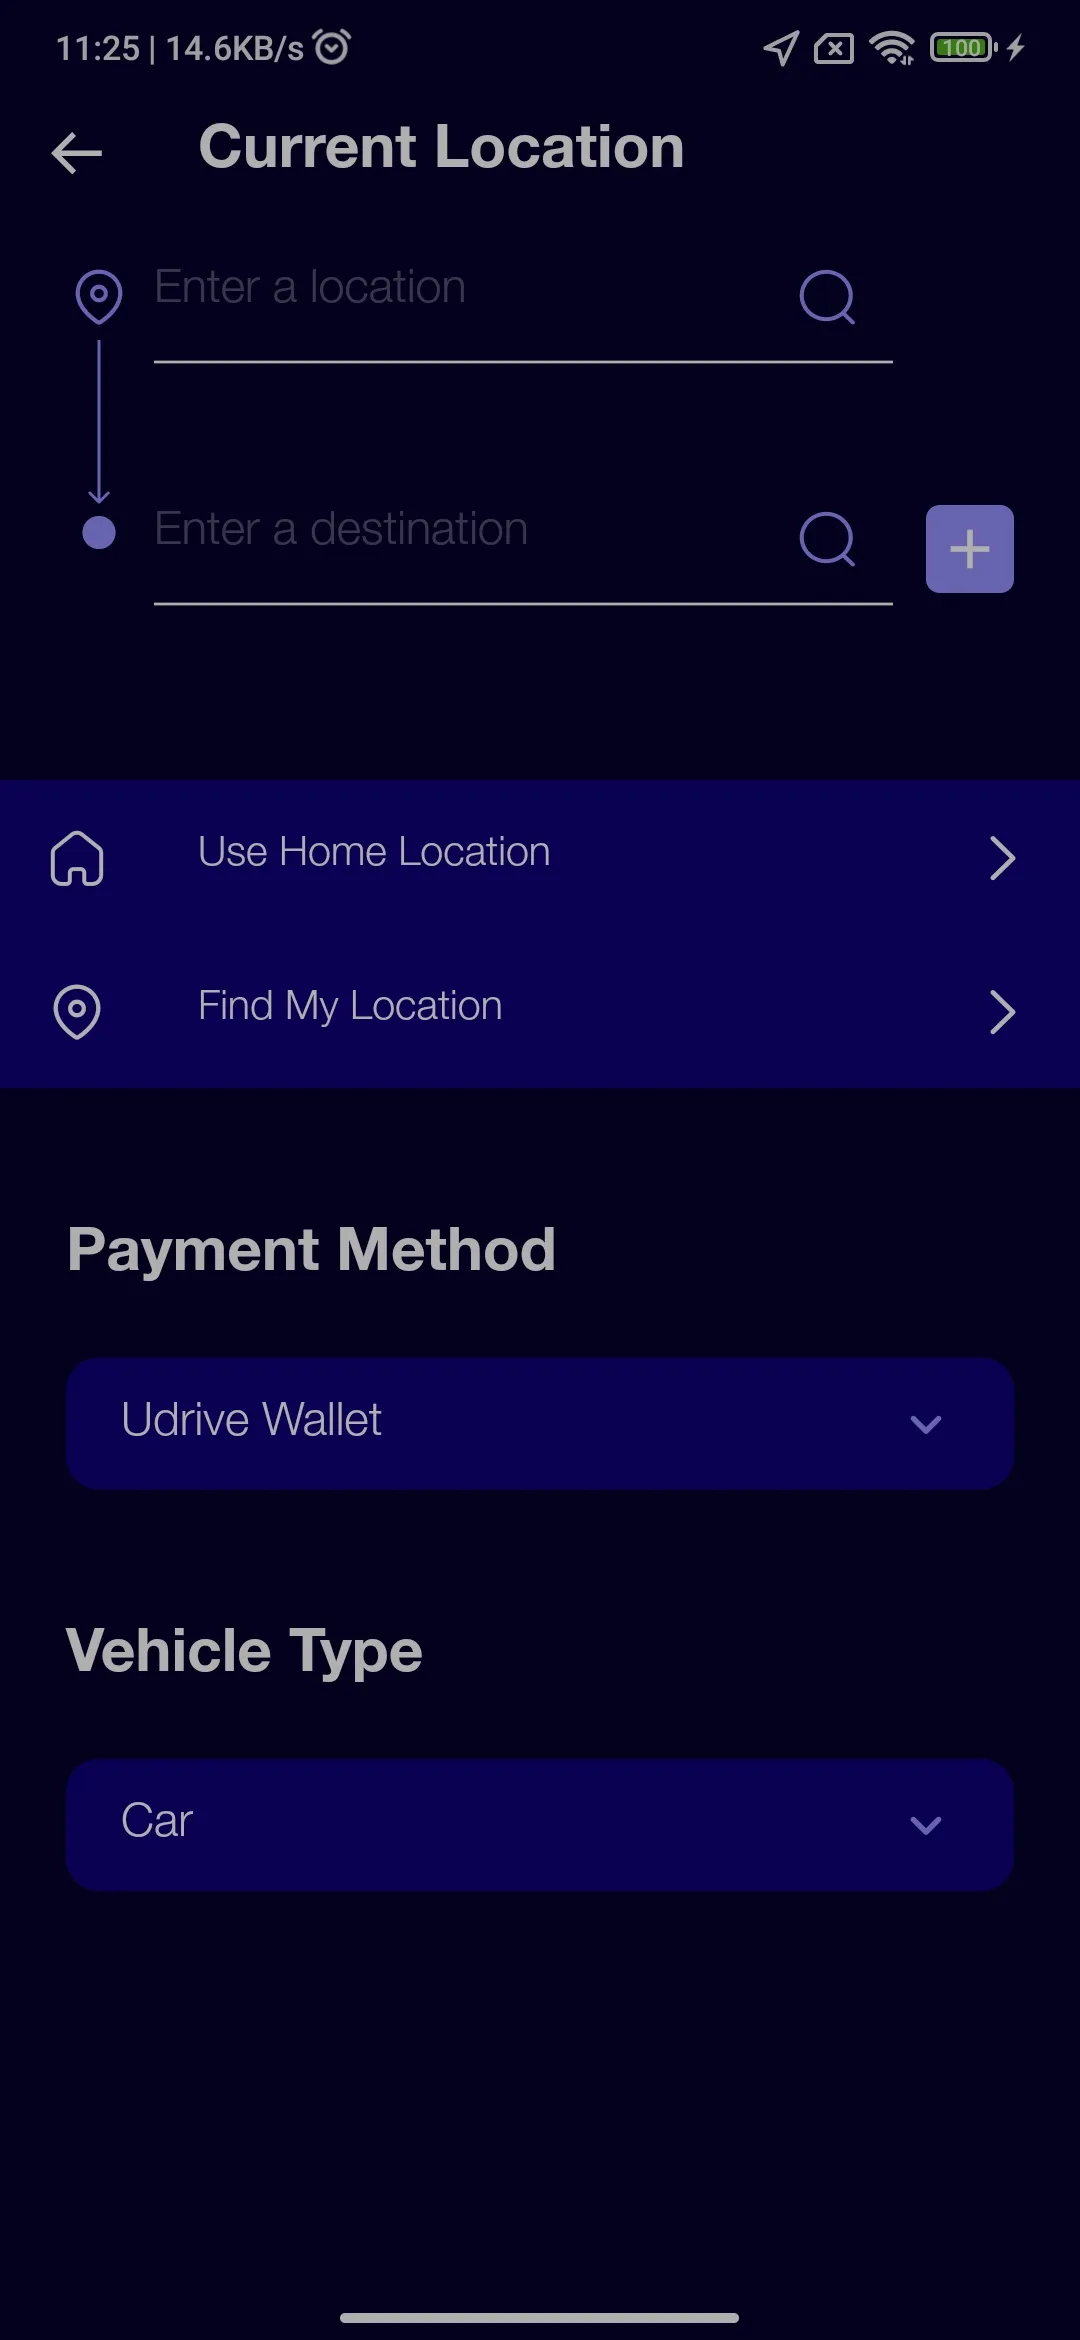 11:25 | 14.6KB/s
100
Current Location
Enter a location
Enter a destination
Use Home Location
Find My Location
Payment Method
Udrive Wallet
Vehicle Type
Car